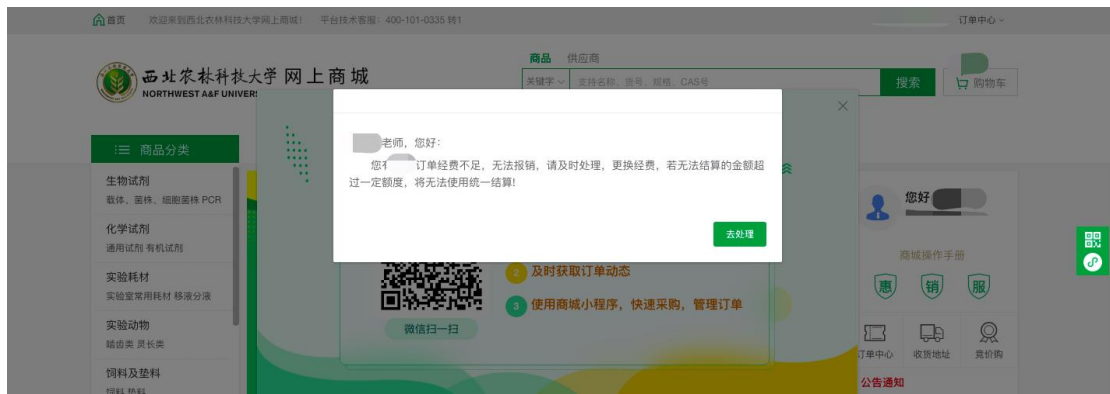 首页 欢迎来到西北农林科技大学网上商城! 平台技术客服: 400-101-0335 转1
订单中心
商品 供应商
西北农林科技大学 网上商城
NORTHWEST A&F UNIVER
关键字 支持名称、货号、规格、CAS号
搜索
购物车
商品分类
老师, 您好:
您有 订单经费不足, 无法报销, 请及时处理, 更换经费, 若无法结算的金额超
过一定额度, 将无法使用统一结算!
去处理
生物试剂
载体、菌株、细胞菌株 PCR
化学试剂
通用试剂 有机试剂
实验耗材
实验室常用耗材 移液分液
实验动物
啮齿类 灵长类
饲料及垫料
饲料 垫料
微信扫一扫
2 及时获取订单动态
3 使用商城小程序, 快速采购, 管理订单
您好
商城操作手册
惠 销 服
订单中心 收货地址 竞价购
公告通知